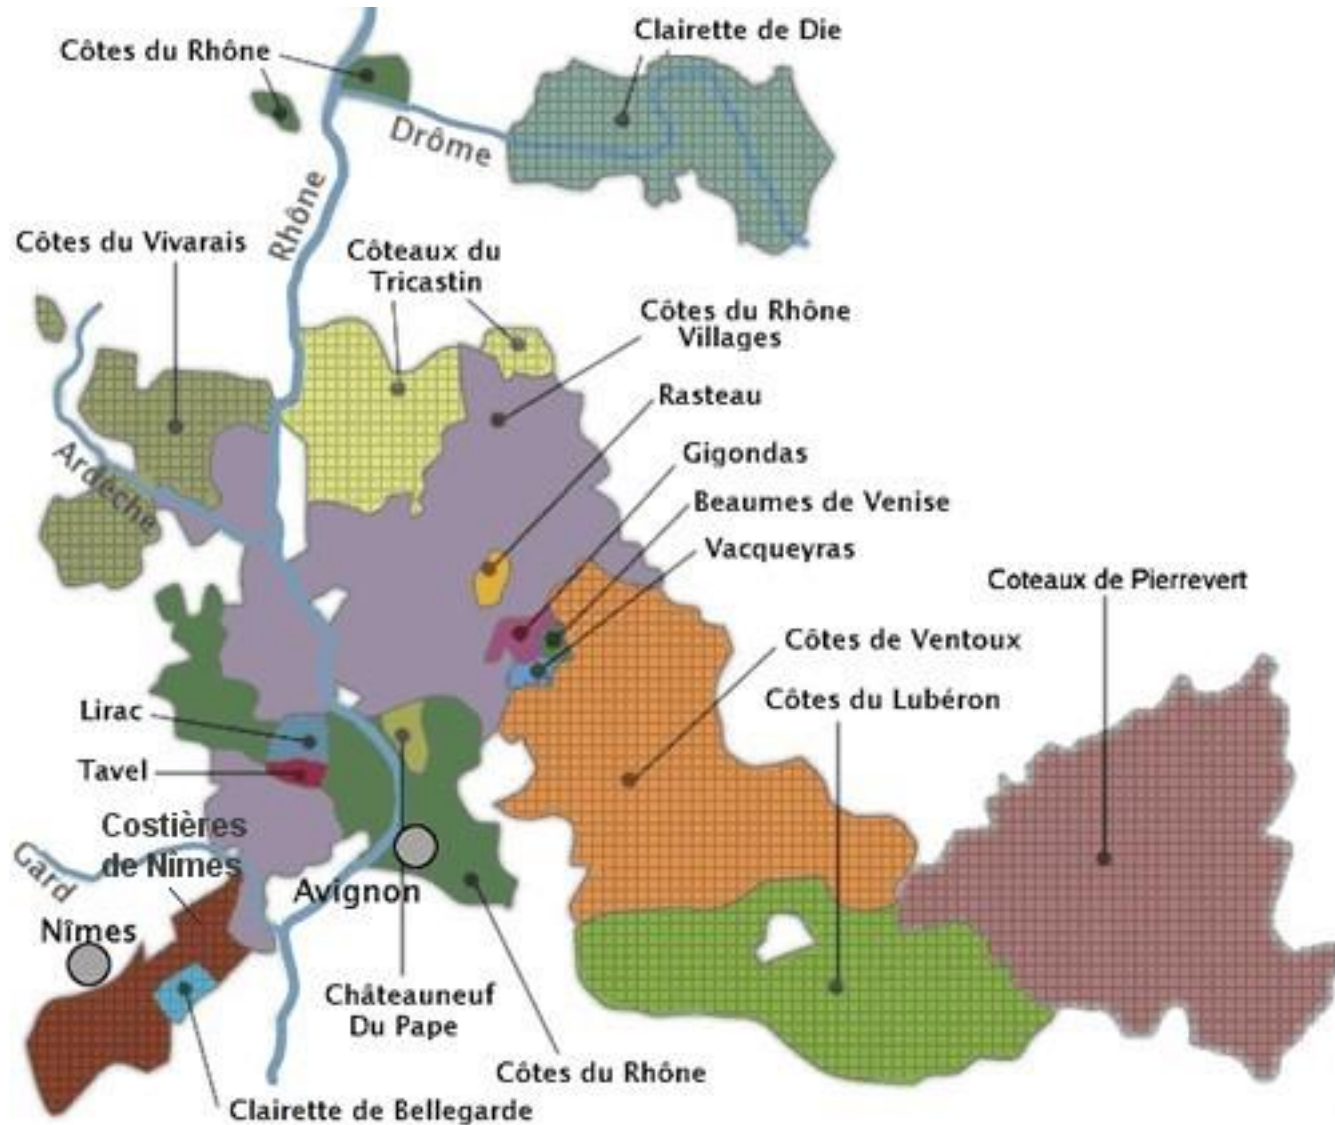 Clairette de Die
Côtes du Rhône
Drôme
Rhône
Côtes du Vivarais
Côteaux du
Tricastin
Côtes du Rhône
Villages
Rasteau
Gigondas
Ardèche
Beaumes de Venise
Vacqueyras
Coteaux de Pierrevert
Côtes de Ventoux
Côtes du Lubéron
Lirac
Tavel
Costières
de Nîmes
Gard
Avignon
Nîmes
Châteauneuf
Du Pape
Côtes du Rhône
Clairette de Bellegarde